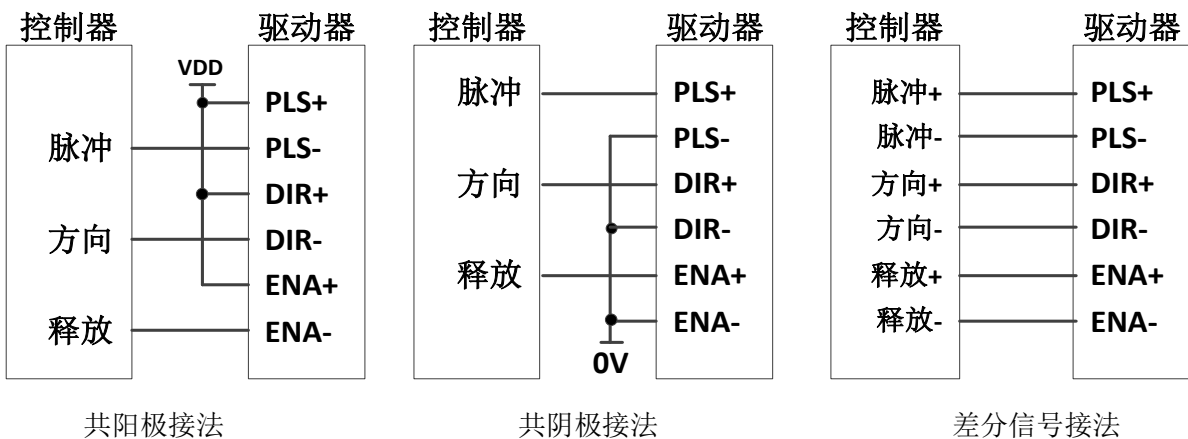 控制器
驱动器
VDD
PLS+
脉冲
PLS-
DIR+
方向
DIR-
ENA+
释放
ENA-
共阳极接法
控制器
驱动器
脉冲
PLS+
PLS-
方向
DIR+
DIR-
释放
ENA+
ENA-
0V
共阴极接法
控制器
驱动器
脉冲+
PLS+
脉冲-
PLS-
方向+
DIR+
方向-
DIR-
释放+
ENA+
释放-
ENA-
差分信号接法